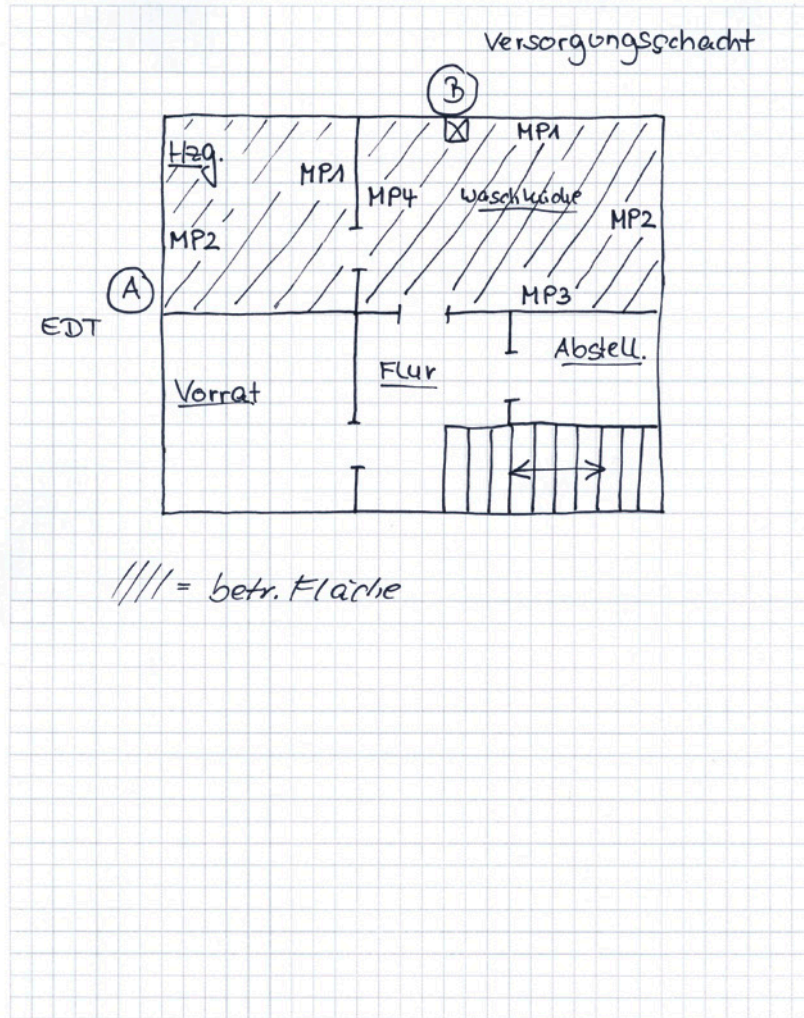 Versorgungsschacht
B
Hzg.
MP1
MP1
MP4
Waschküche
MP2
MP2
A
MP3
EDT
Flur
Abstell.
Vorrat
//// = betr. Fläche